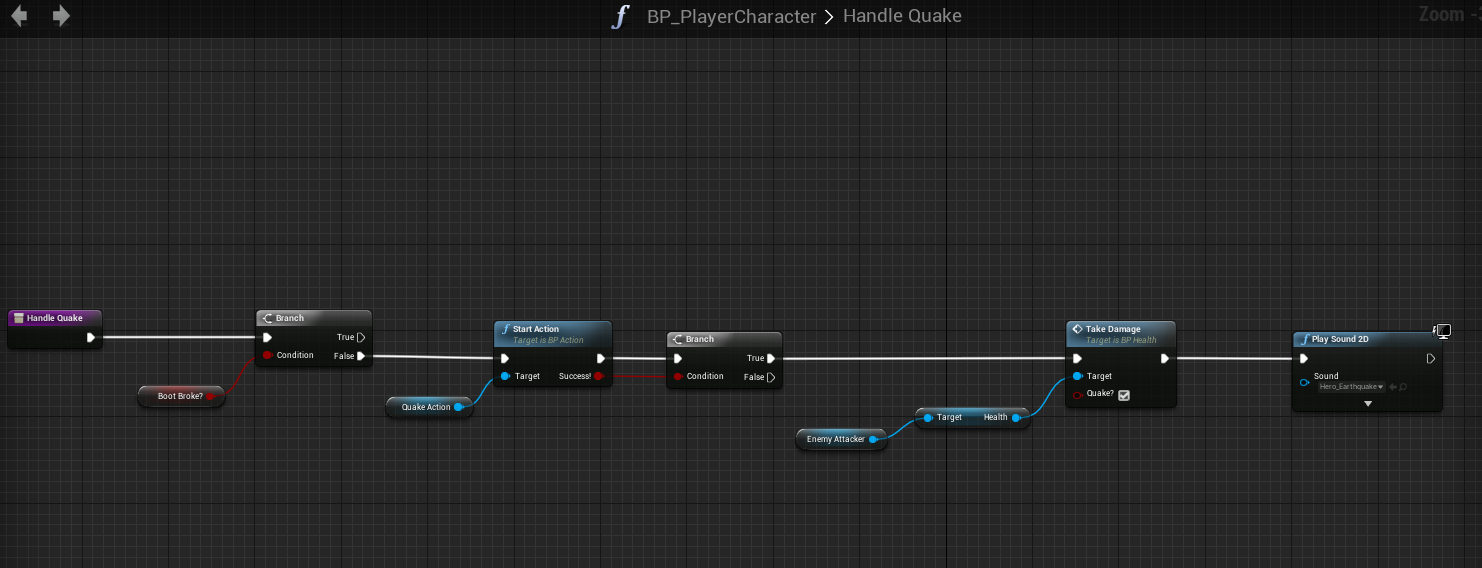 f BP_PlayerCharacter > Handle Quake
Zoom -3
Handle Quake
Branch
True
Condition
False
Boot Broke?
f Start Action
Target is BP Action
Target
Success!
Quake Action
Branch
True
Condition
False
Enemy Attacker
Target
Health
Take Damage
Target is BP Health
Target
Quake?
f Play Sound 2D
Sound
Hero_Earthquake